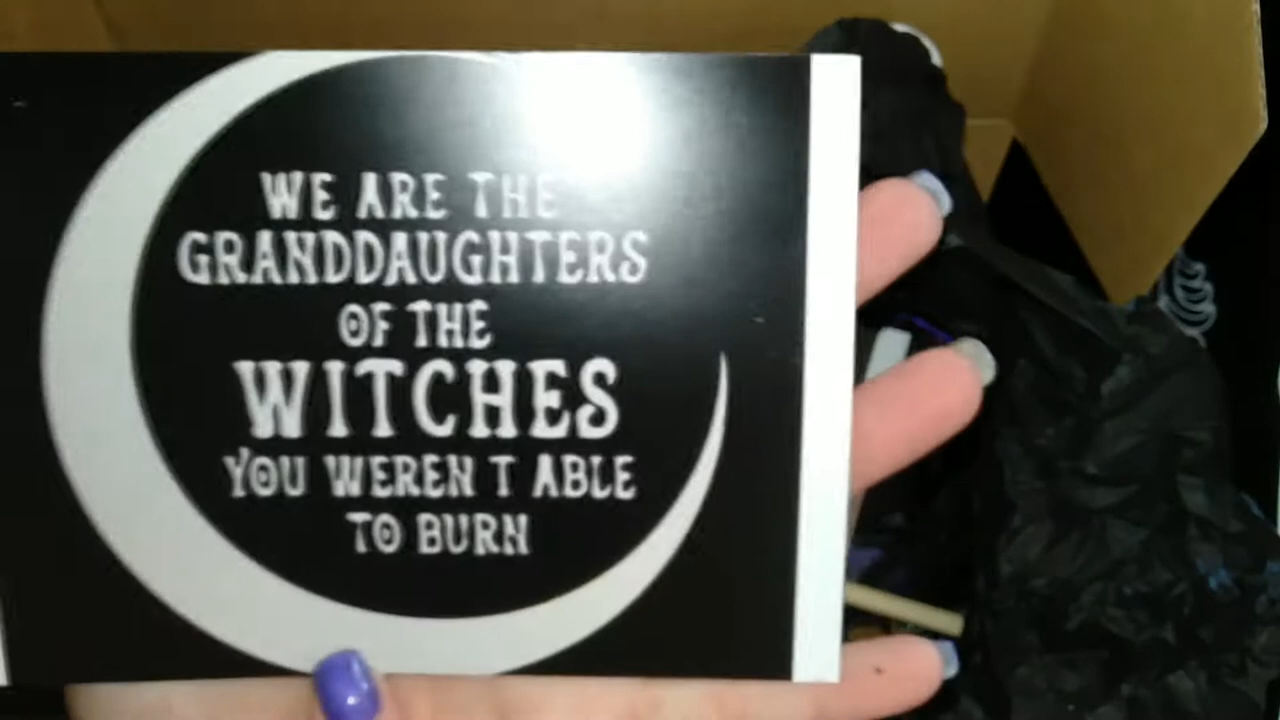 WE ARE THE
GRANDDAUGHTERS
OF THE
WITCHES
YOU WEREN T ABLE
TO BURN